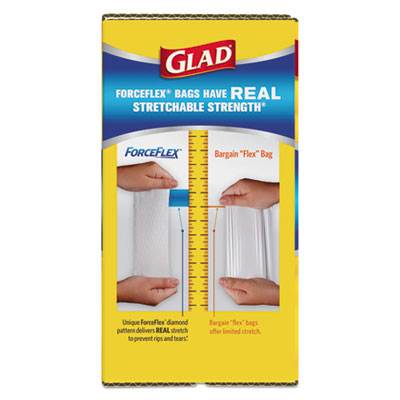 GLAD
FORCEFLEX® BAGS HAVE REAL
STRETCHABLE STRENGTH®
FORCEFLEX™
Bargain “Flex” Bag
Unique ForceFlex® diamond
pattern delivers REAL stretch
to prevent rips and tears.*
Bargain “flex” bags
offer limited stretch.